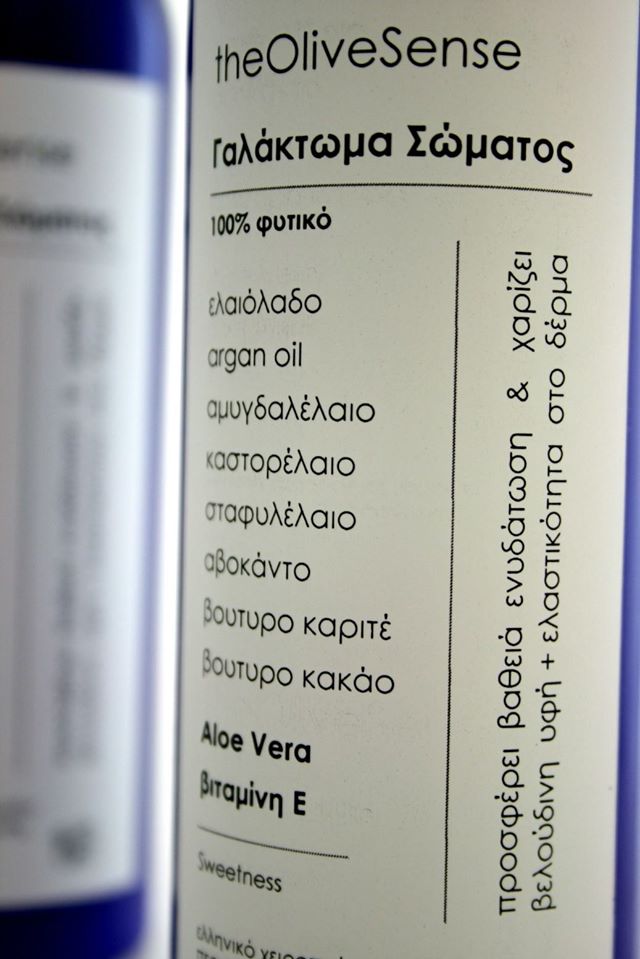 theOliveSense
Γαλάκτωμα Σώματος
100% φυτικό
ελαιόλαδο
argan oil
αμυγδαλέλαιο
καστορέλαιο
σταφυλέλαιο
αβοκάντο
βουτυρο καριτέ
βουτυρο κακάο
Aloe Vera
βιταμίνη Ε
Sweetness
ελληνικό
προσφέρει βαθειά ενυδάτωση & χαρίζει
βελούδινη υφή + ελαστικότητα στο δέρμα